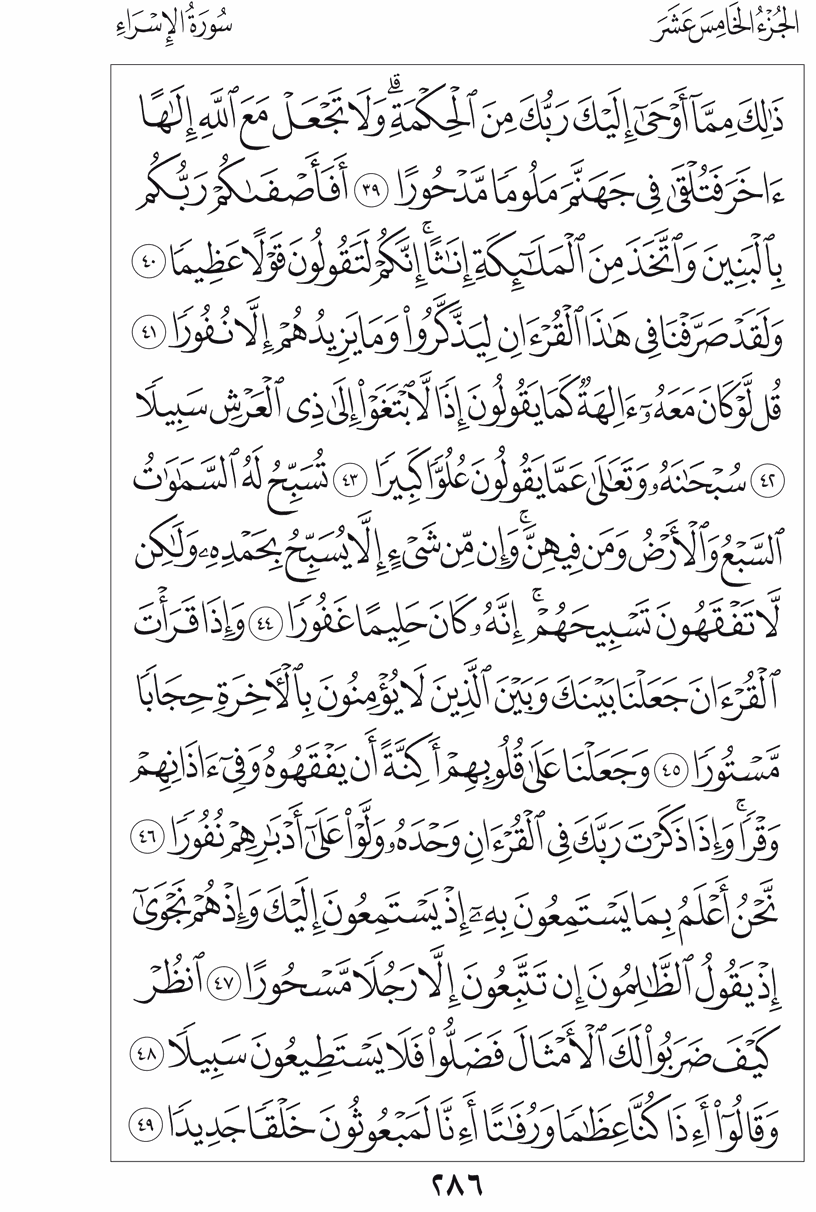 الجُزْءُ الخَامِسَ عَشَرَ سُورَةُ الإِسْرَاءِ
ذَٰلِكَ مِمَّآ أَوْحَىٰٓ إِلَيْكَ رَبُّكَ مِنَ ٱلْحِكْمَةِۗ وَلَا تَجْعَلْ مَعَ ٱللَّهِ إِلَٰهًا
ءَاخَرَ فَتُلْقَىٰ فِى جَهَنَّمَ مَلُومًا مَّدْحُورًا ٣٩ أَفَأَصْفَىٰكُمْ رَبُّكُم
بِٱلْبَنِينَ وَٱتَّخَذَ مِنَ ٱلْمَلَٰٓئِكَةِ إِنَٰثًاۚ إِنَّكُمْ لَتَقُولُونَ قَوْلًا عَظِيمًا ٤٠
وَلَقَدْ صَرَّفْنَا فِى هَٰذَا ٱلْقُرْءَانِ لِيَذَّكَّرُوا۟ وَمَا يَزِيدُهُمْ إِلَّا نُفُورًا ٤١
قُل لَّوْ كَانَ مَعَهُۥٓ ءَالِهَةٌ كَمَا يَقُولُونَ إِذًا لَّٱبْتَغَوْا۟ إِلَىٰ ذِى ٱلْعَرْشِ سَبِيلًا
٤٢ سُبْحَٰنَهُۥ وَتَعَٰلَىٰ عَمَّا يَقُولُونَ عُلُوًّا كَبِيرًا ٤٣ تُسَبِّحُ لَهُ ٱلسَّمَٰوَٰتُ
ٱلسَّبْعُ وَٱلْأَرْضُ وَمَن فِيهِنَّۚ وَإِن مِّن شَىْءٍ إِلَّا يُسَبِّحُ بِحَمْدِهِۦ وَلَٰكِن
لَّا تَفْقَهُونَ تَسْبِيحَهُمْۚ إِنَّهُۥ كَانَ حَلِيمًا غَفُورًا ٤٤ وَإِذَا قَرَأْتَ
ٱلْقُرْءَانَ جَعَلْنَا بَيْنَكَ وَبَيْنَ ٱلَّذِينَ لَا يُؤْمِنُونَ بِٱلْءَاخِرَةِ حِجَابًا
مَّسْتُورًا ٤٥ وَجَعَلْنَا عَلَىٰ قُلُوبِهِمْ أَكِنَّةً أَن يَفْقَهُوهُ وَفِىٓ ءَاذَانِهِمْ
وَقْرًاۚ وَإِذَا ذَكَرْتَ رَبَّكَ فِى ٱلْقُرْءَانِ وَحْدَهُۥ وَلَّوْا۟ عَلَىٰٓ أَدْبَٰرِهِمْ نُفُورًا ٤٦
نَّحْنُ أَعْلَمُ بِمَا يَسْتَمِعُونَ بِهِۦٓ إِذْ يَسْتَمِعُونَ إِلَيْكَ وَإِذْ هُمْ نَجْوَىٰٓ
إِذْ يَقُولُ ٱلظَّٰلِمُونَ إِن تَتَّبِعُونَ إِلَّا رَجُلًا مَّسْحُورًا ٤٧ ٱنظُرْ
كَيْفَ ضَرَبُوا۟ لَكَ ٱلْأَمْثَالَ فَضَلُّوا۟ فَلَا يَسْتَطِيعُونَ سَبِيلًا ٤٨
وَقَالُوٓا۟ أَءِذَا كُنَّا عِظَٰمًا وَرُفَٰتًا أَءِنَّا لَمَبْعُوثُونَ خَلْقًا جَدِيدًا ٤٩
٢٨٦